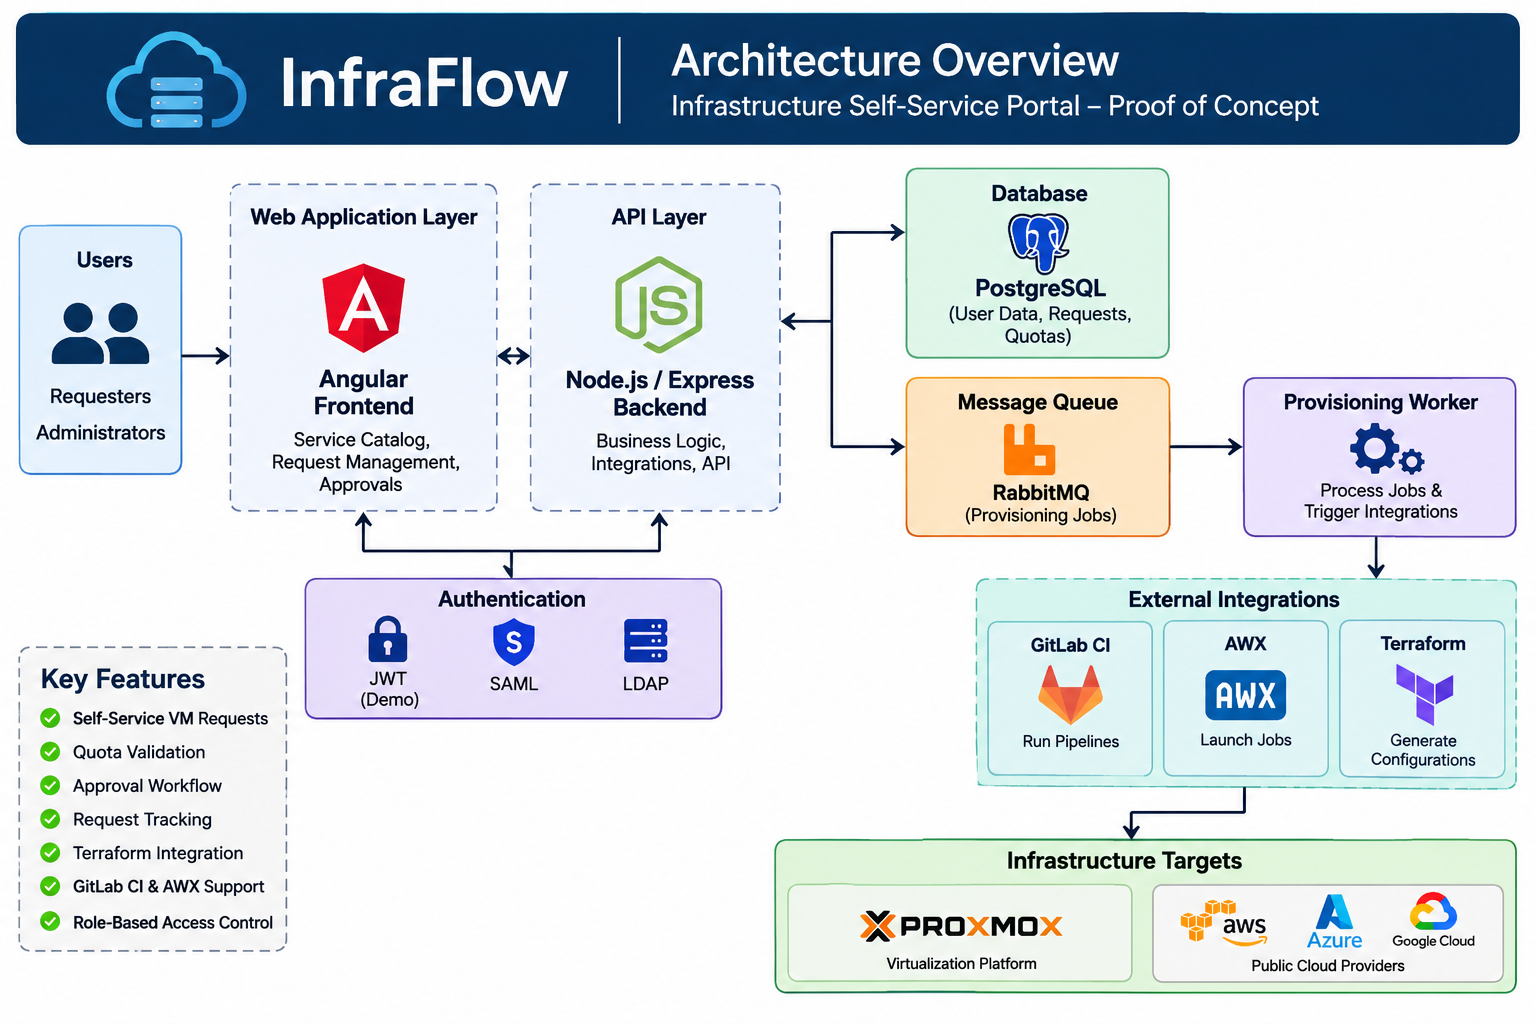 InfraFlow
Architecture Overview
Infrastructure Self-Service Portal – Proof of Concept
Users
Requesters
Administrators
Web Application Layer
Angular
Frontend
Service Catalog,
Request Management,
Approvals
API Layer
JS
Node.js / Express
Backend
Business Logic,
Integrations, API
Database
PostgreSQL
(User Data, Requests,
Quotas)
Message Queue
RabbitMQ
(Provisioning Jobs)
Provisioning Worker
Process Jobs &
Trigger Integrations
Authentication
JWT
(Demo)
S
SAML
LDAP
External Integrations
GitLab CI
Run Pipelines
AWX
AWX
Launch Jobs
Terraform
Generate
Configurations
Key Features
Self-Service VM Requests
Quota Validation
Approval Workflow
Request Tracking
Terraform Integration
GitLab CI & AWX Support
Role-Based Access Control
Infrastructure Targets
PROXMOX
Virtualization Platform
aws
Azure
Google Cloud
Public Cloud Providers